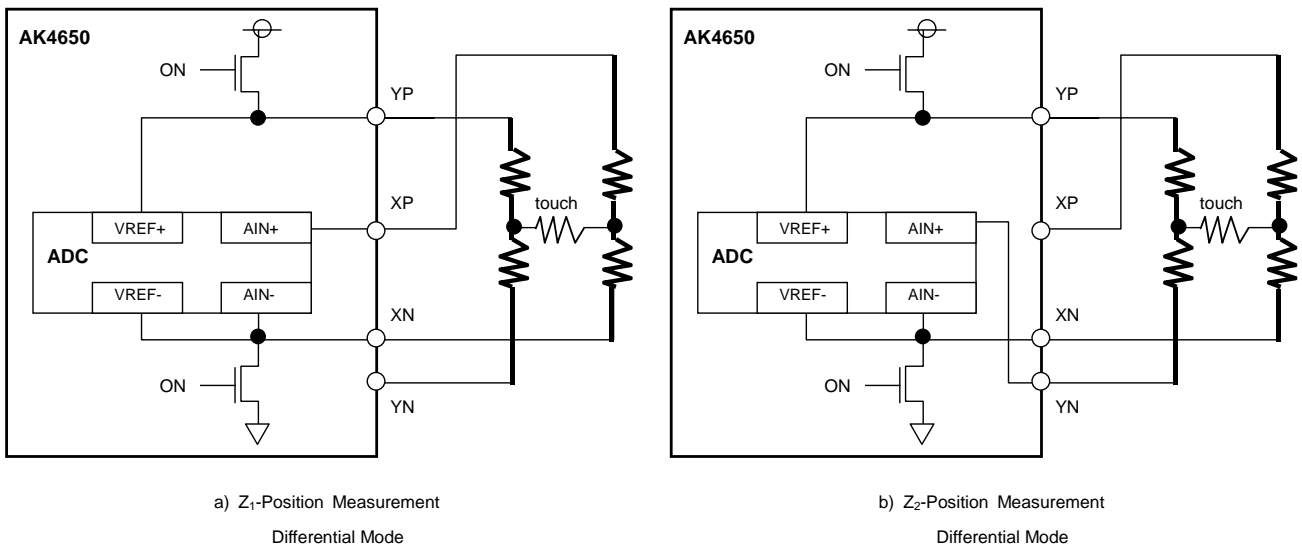 AK4650
ON
YP
XP
touch
VREF+
AIN+
ADC
VREF-
AIN-
XN
ON
YN
a) Z₁-Position Measurement
Differential Mode
AK4650
ON
YP
XP
touch
VREF+
AIN+
ADC
VREF-
AIN-
XN
ON
YN
b) Z₂-Position Measurement
Differential Mode